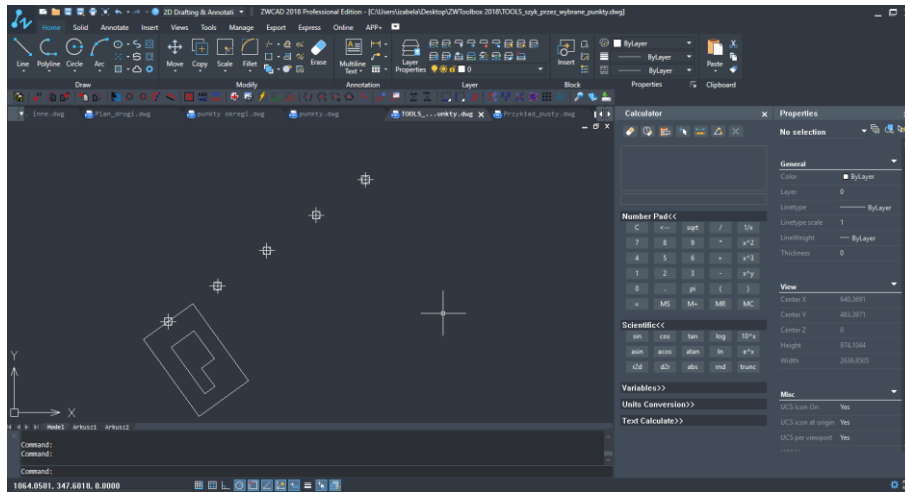 2D Drafting & Annotati
ZWCAD 2018 Professional Edition - [C:\Users\izabela\Desktop\ZWToolbox 2018\TOOLS_szyk_przez_wybrane_punkty.dwg]
Home Solid Annotate Insert Views Tools Manage Export Express Online APP+
Line Polyline Circle Arc
Move Copy Scale Fillet Erase
Multiline Text
Layer Properties
0
Insert
ByLayer
ByLayer
ByLayer
Paste
Draw Modify Annotation Layer Block Properties Clipboard
inne.dwg Plan_drogi.dwg punkty okregi.dwg punkty.dwg TOOLS_...unkty.dwg Przykład_pusty.dwg
Calculator
Number Pad<<
C <-- sqrt / 1/x
7 8 9 * x^2
4 5 6 + x^3
1 2 3 - x^y
0 . pi ( )
= MS M+ MR MC
Scientific<<
sin cos tan log 10^x
asin acos atan ln e^x
r2d d2r abs rnd trunc
Variables>>
Units Conversion>>
Text Calculate>>
Properties
No selection
General
Color ByLayer
Layer 0
Linetype ByLayer
Linetype scale 1
LineWeight ByLayer
Thickness 0
View
Center X 640.3691
Center Y 483.3971
Center Z 0
Height 974.1044
Width 2636.8505
Misc
UCS icon On Yes
UCS icon at origin Yes
UCS per viewport Yes
Y
X
Model Arkusz1 Arkusz2
Command:
Command:
Command:
1064.0501, 347.6018, 0.0000